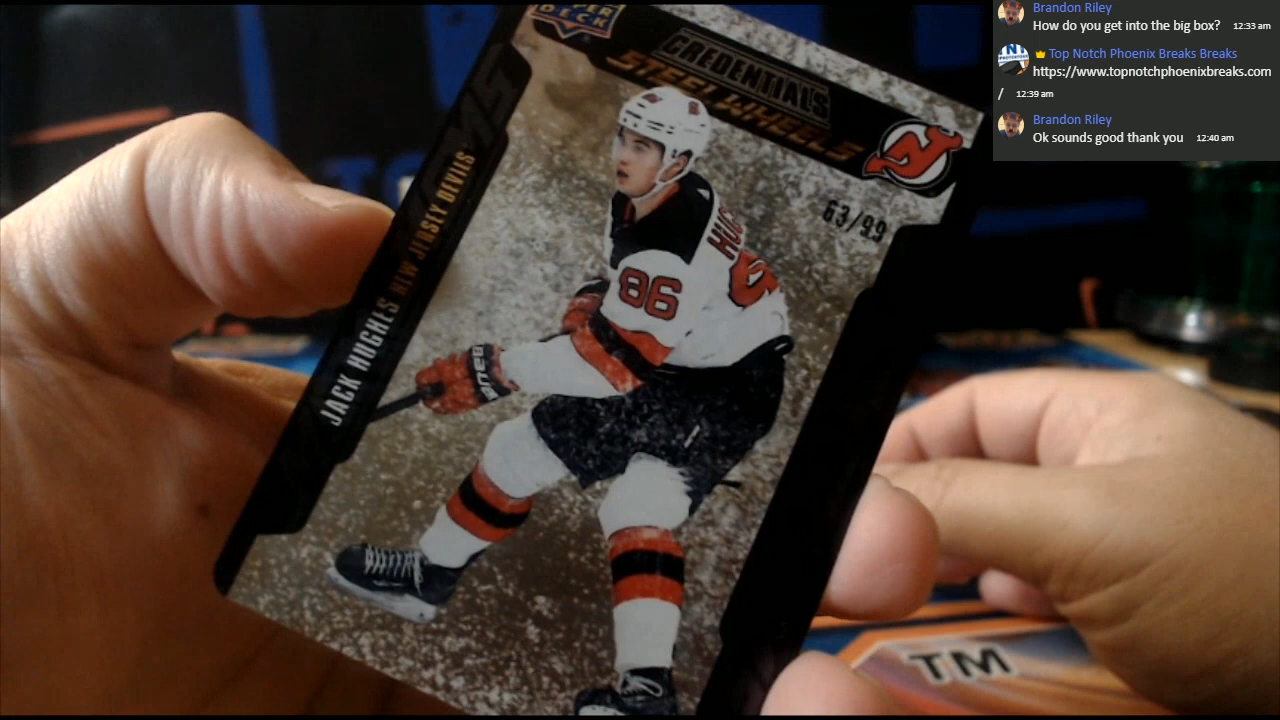 UPPER DECK
CREDENTIALS
STEEL WHEELS
63/99
JACK HUGHES NEW JERSEY DEVILS
HUG
86
BAUER
TM
Brandon Riley
How do you get into the big box? 12:33 am
Top Notch Phoenix Breaks Breaks
https://www.topnotchphoenixbreaks.com
/ 12:39 am
Brandon Riley
Ok sounds good thank you 12:40 am